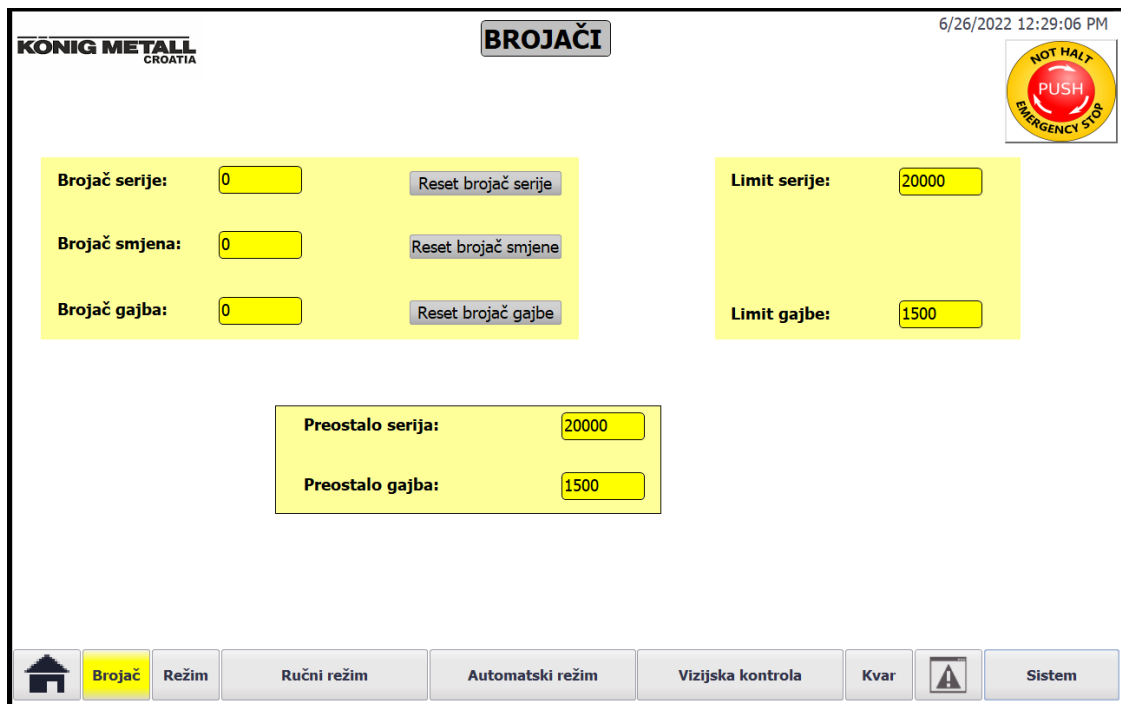 KÖNIG METALL
CROATIA
BROJAČI
6/26/2022 12:29:06 PM
NOT HALT
PUSH
EMERGENCY STOP
Brojač serije: 0 Reset brojač serije
Limit serije: 20000
Brojač smjena: 0 Reset brojač smjene
Brojač gajba: 0 Reset brojač gajbe
Limit gajbe: 1500
Preostalo serija: 20000
Preostalo gajba: 1500
Brojač Režim Ručni režim Automatski režim Vizijska kontrola Kvar Sistem